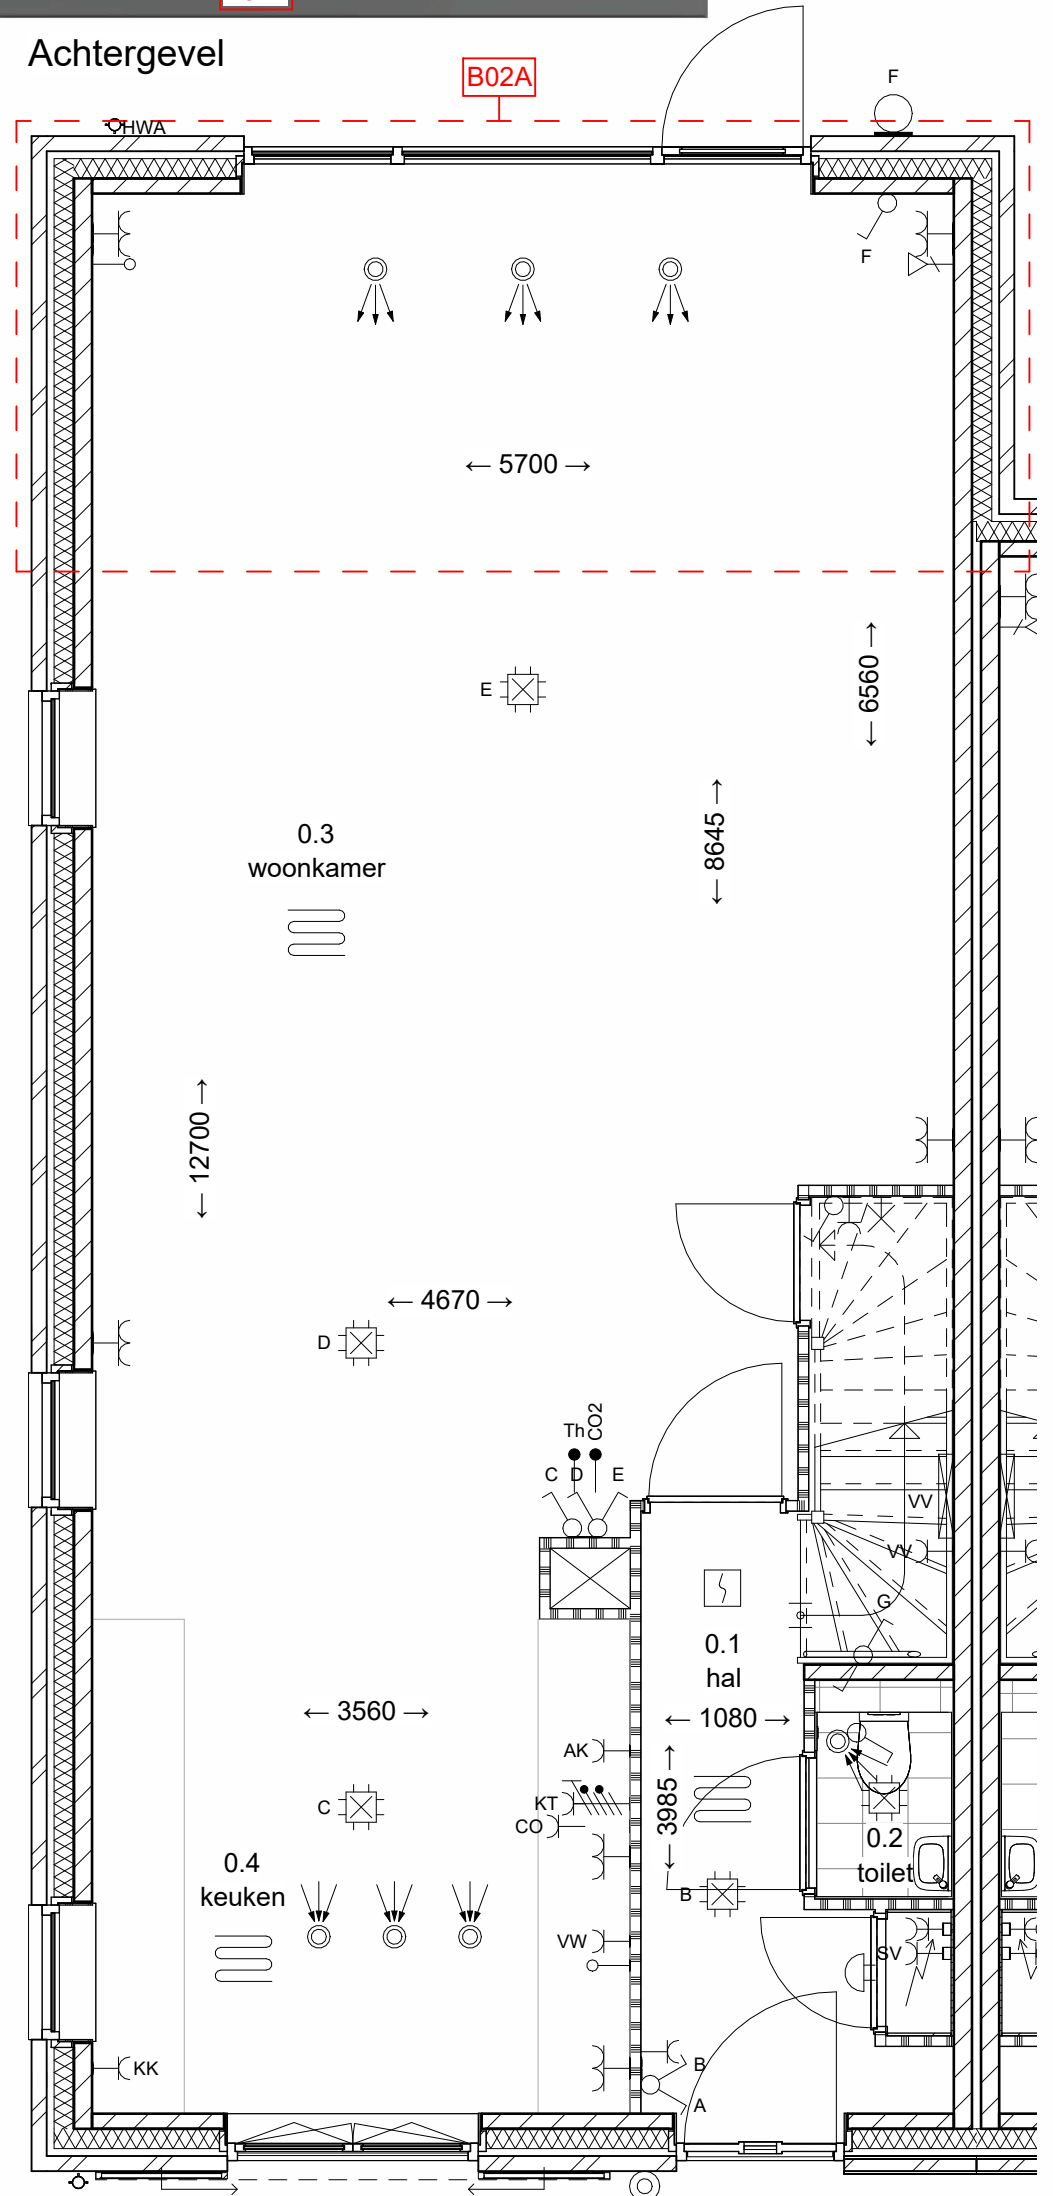 Achtergevel
B02A
F
HWA
F
← 5700 →
← 6560 →
E
← 8645 →
0.3
woonkamer
← 12700 →
← 4670 →
D
Th
CO2
C
D
E
VV
VV
G
0.1
hal
← 3560 →
← 1080 →
AK
← 3985 →
C
KT
CO
0.2
toilet
0.4
keuken
B
VW
SV
KK
B
A